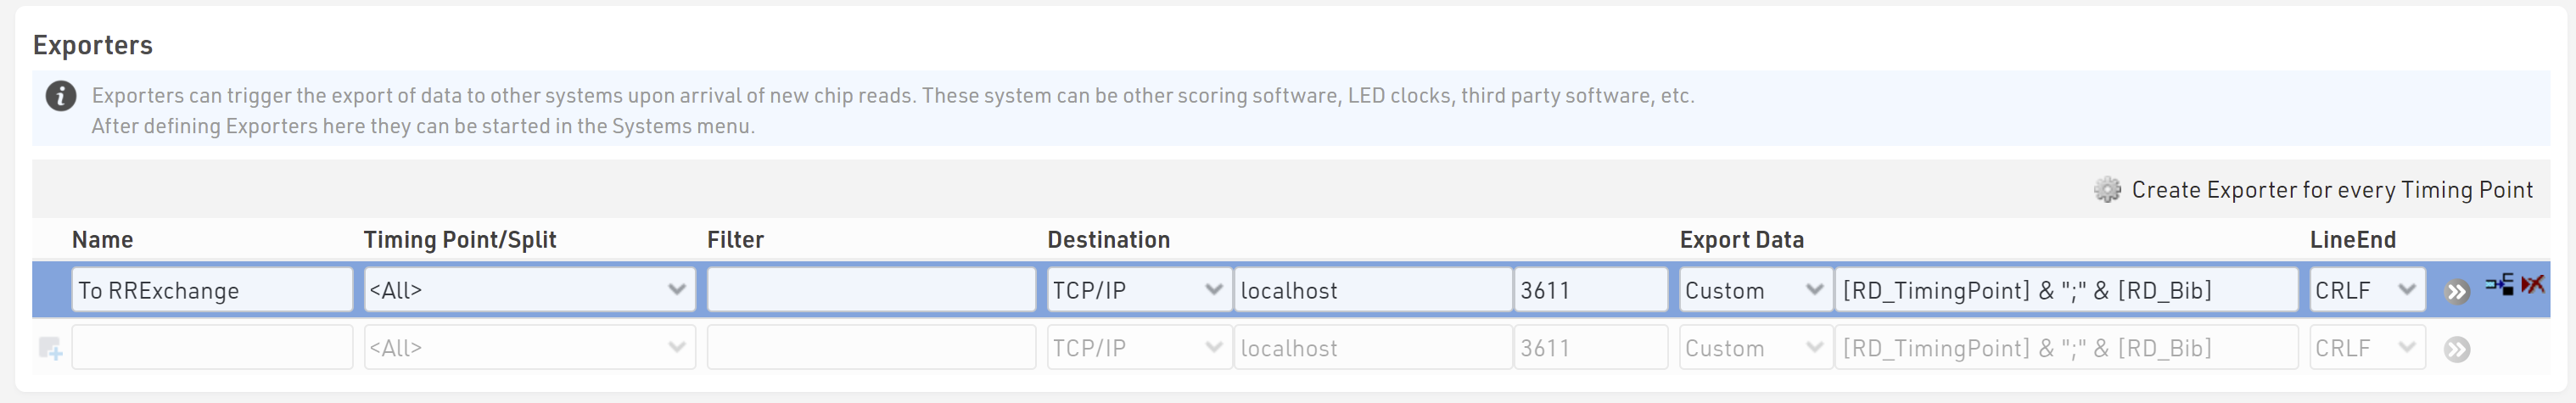 Exporters
Exporters can trigger the export of data to other systems upon arrival of new chip reads. These system can be other scoring software, LED clocks, third party software, etc.
After defining Exporters here they can be started in the Systems menu.
Create Exporter for every Timing Point
Name Timing Point/Split Filter Destination Export Data LineEnd
To RRExchange <All> TCP/IP localhost 3611 Custom [RD_TimingPoint] & ";" & [RD_Bib] CRLF
<All> TCP/IP localhost 3611 Custom [RD_TimingPoint] & ";" & [RD_Bib] CRLF